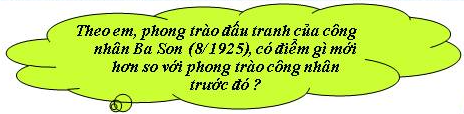 Theo em, phong trào đấu tranh của công
nhân Ba Son (8/1925), có điểm gì mới
hơn so với phong trào công nhân
trước đó ?